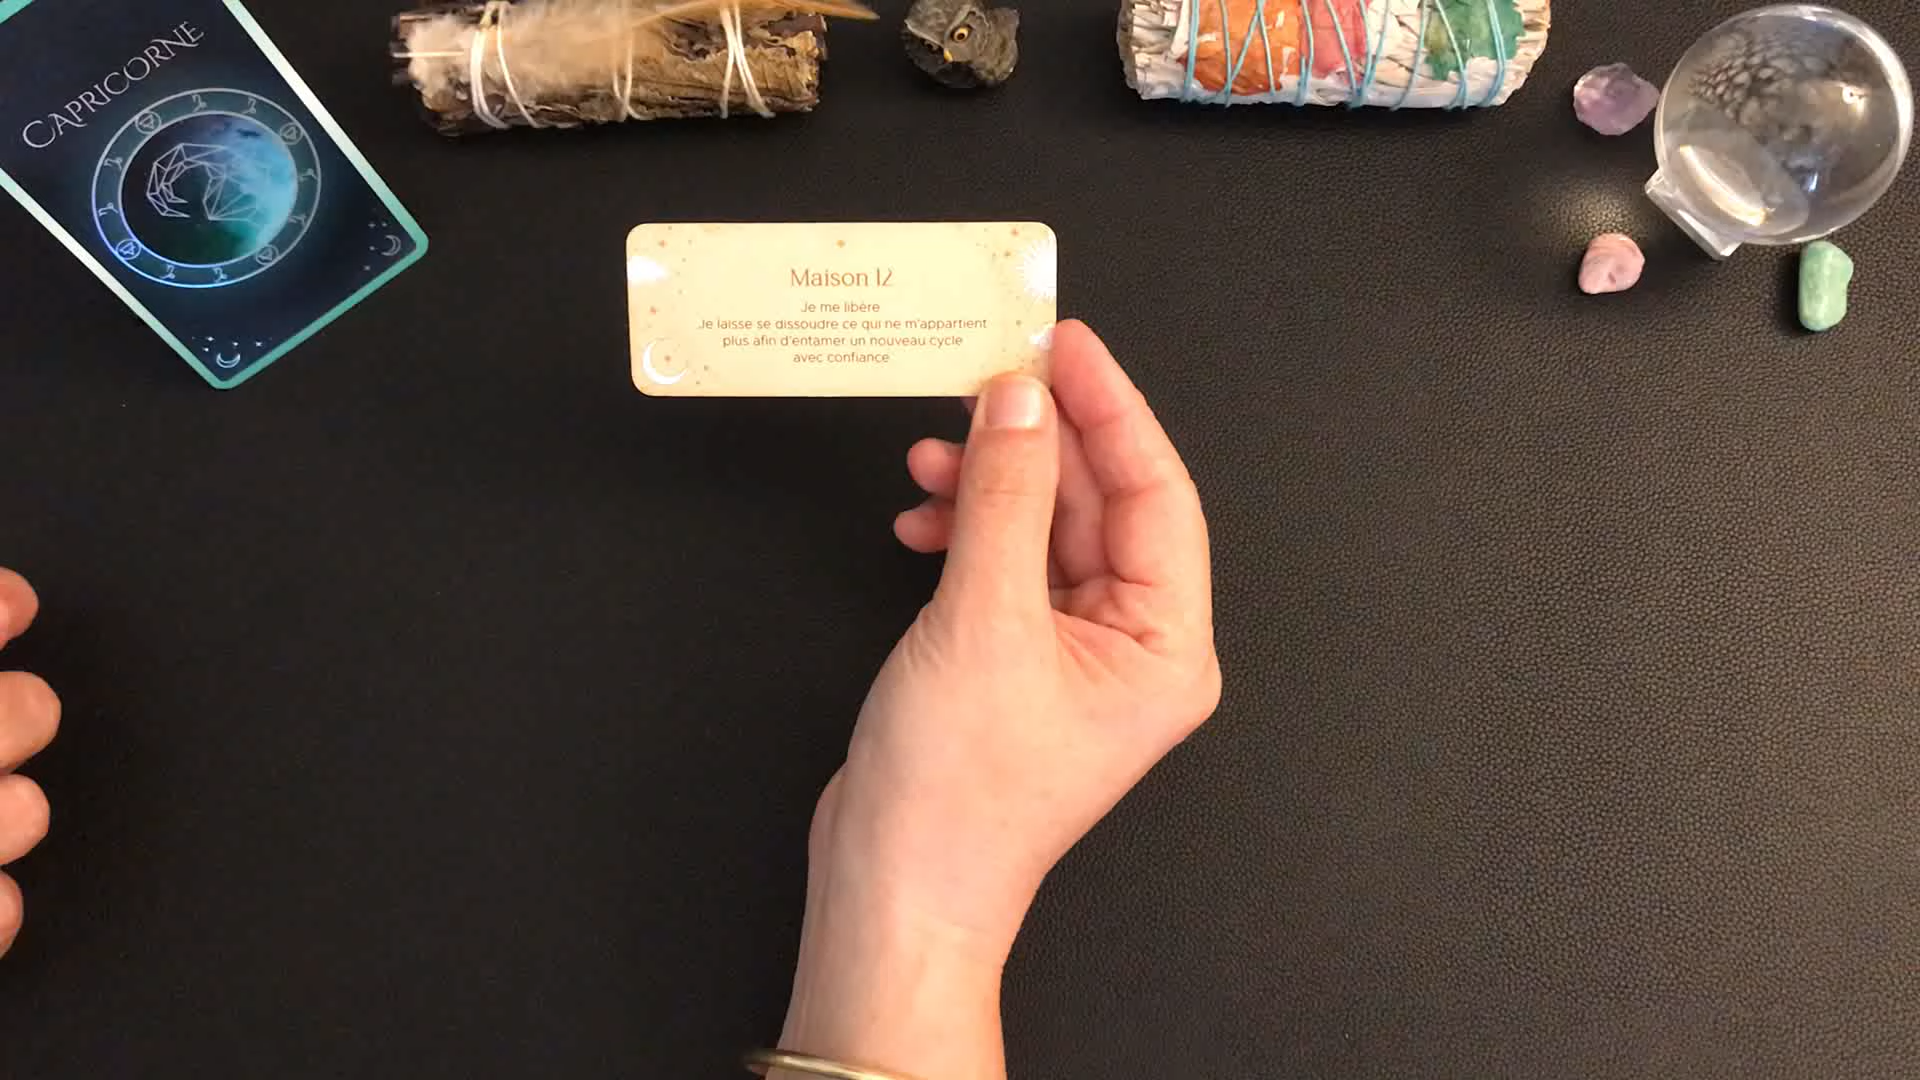 CAPRICORNE
Maison 12
Je me libère
Je laisse se dissoudre ce qui ne m'appartient
plus afin d'entamer un nouveau cycle
avec confiance